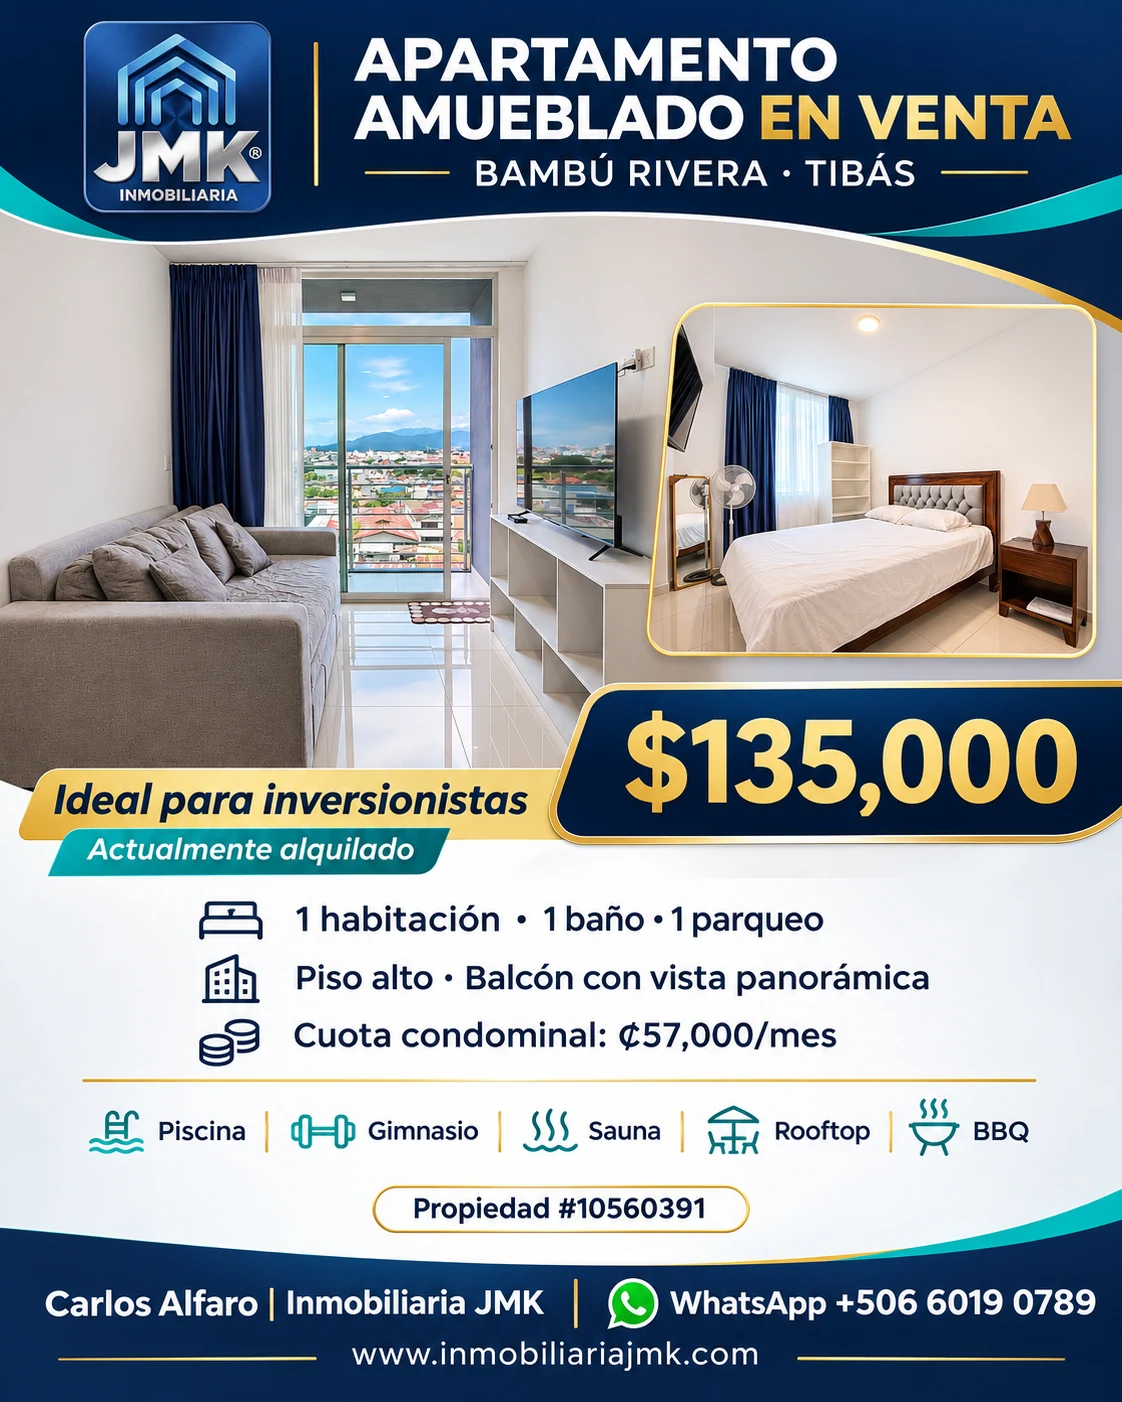 JMK®
INMOBILIARIA
APARTAMENTO
AMUEBLADO EN VENTA
BAMBÚ RIVERA · TIBÁS
$135,000
Ideal para inversionistas
Actualmente alquilado
1 habitación • 1 baño • 1 parqueo
Piso alto • Balcón con vista panorámica
Cuota condominal: ₡57,000/mes
Piscina | Gimnasio | Sauna | Rooftop | BBQ
Propiedad #10560391
Carlos Alfaro | Inmobiliaria JMK | WhatsApp +506 6019 0789
www.inmobiliariajmk.com